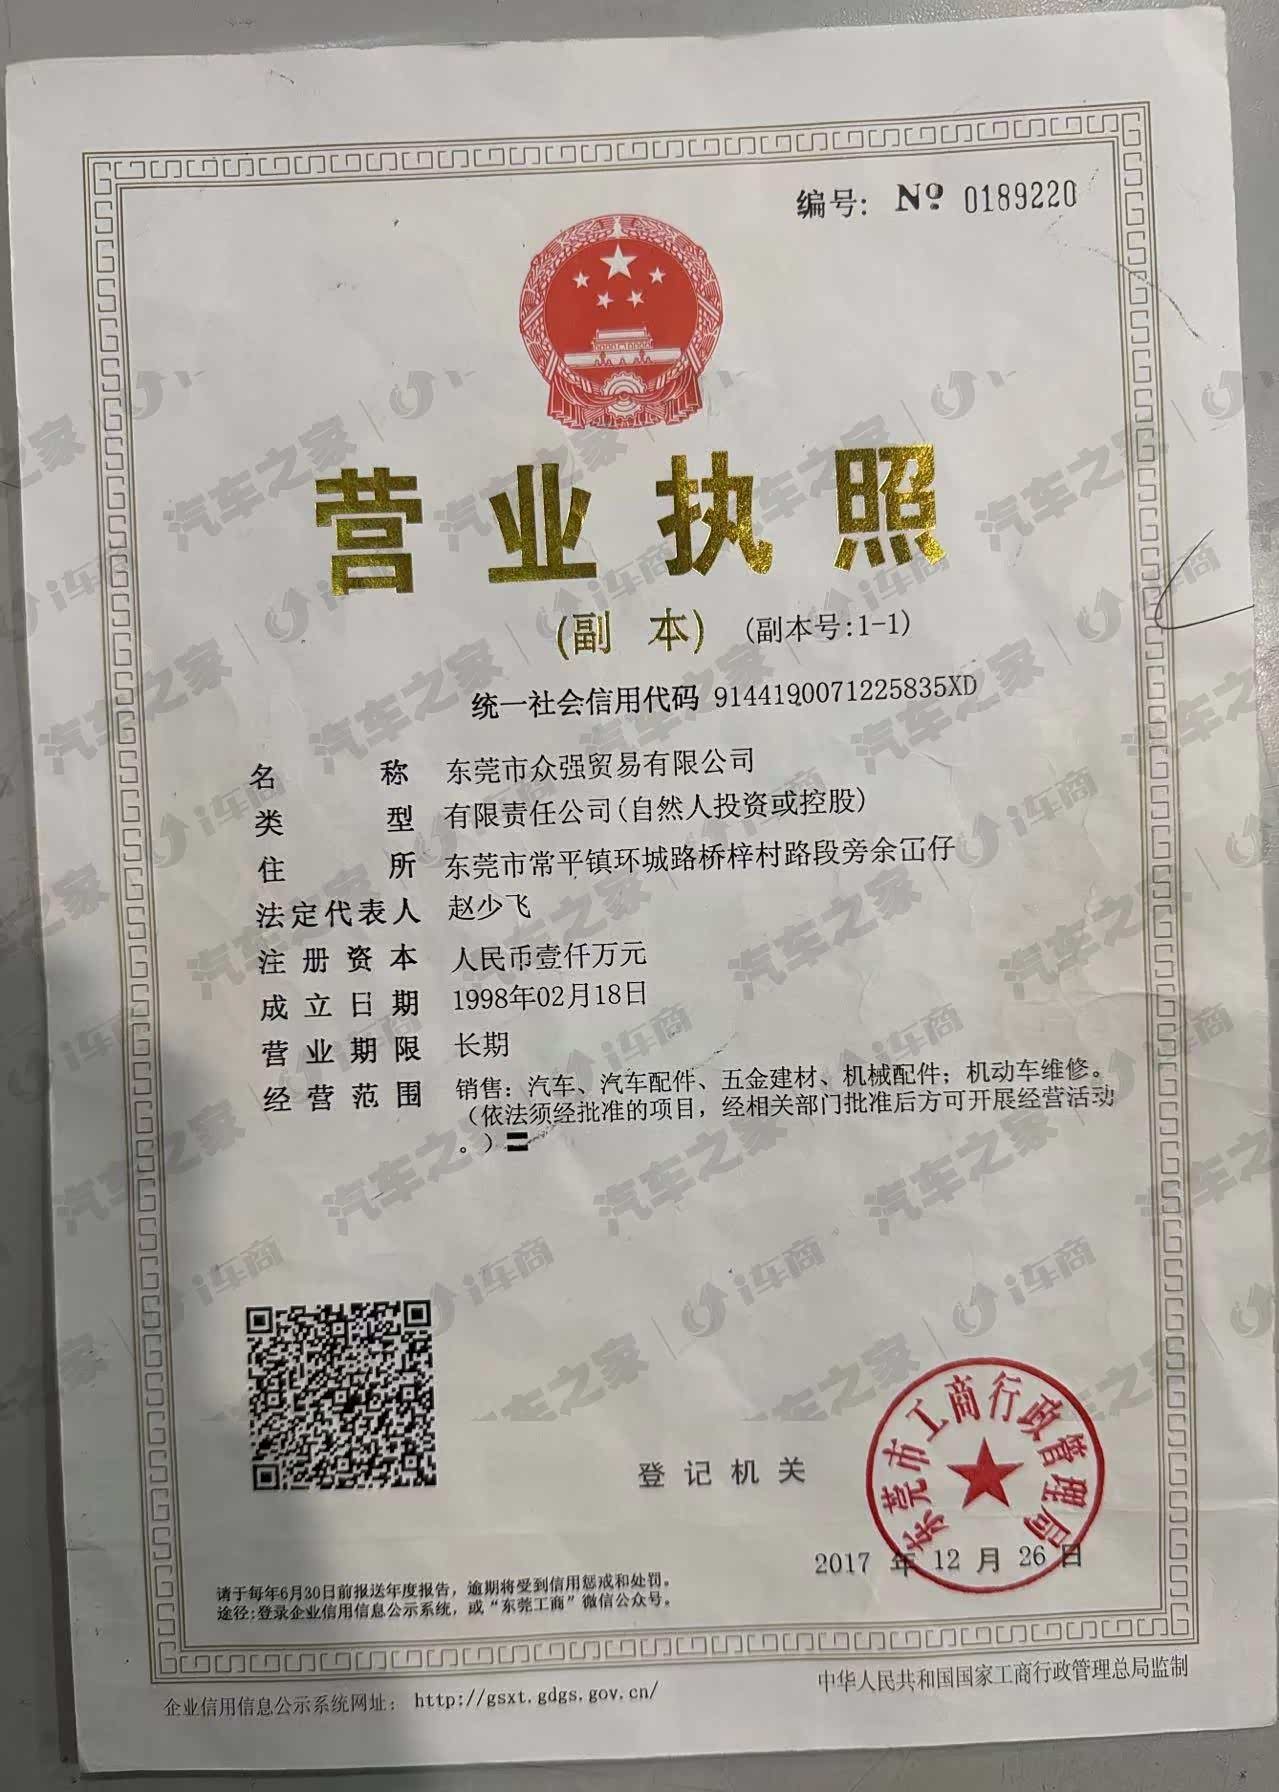 编号: No 0189220
营业执照
(副 本) (副本号:1-1)
统一社会信用代码 9144190071225835XD
名 称 东莞市众强贸易有限公司
类 型 有限责任公司(自然人投资或控股)
住 所 东莞市常平镇环城路桥梓村路段旁余冚仔
法定代表人 赵少飞
注册资本 人民币壹仟万元
成立日期 1998年02月18日
营业期限 长期
经营范围 销售：汽车、汽车配件、五金建材、机械配件；机动车维修。
(依法须经批准的项目，经相关部门批准后方可开展经营活动
。)〓
登记机关
东莞市工商行政管理局
2017 年 12 月 26 日
请于每年6月30日前报送年度报告，逾期将受到信用惩戒和处罚。
途径:登录企业信用信息公示系统，或“东莞工商”微信公众号。
企业信用信息公示系统网址： http://gsxt.gdgs.gov.cn/
中华人民共和国国家工商行政管理总局监制
汽车之家 | i车商